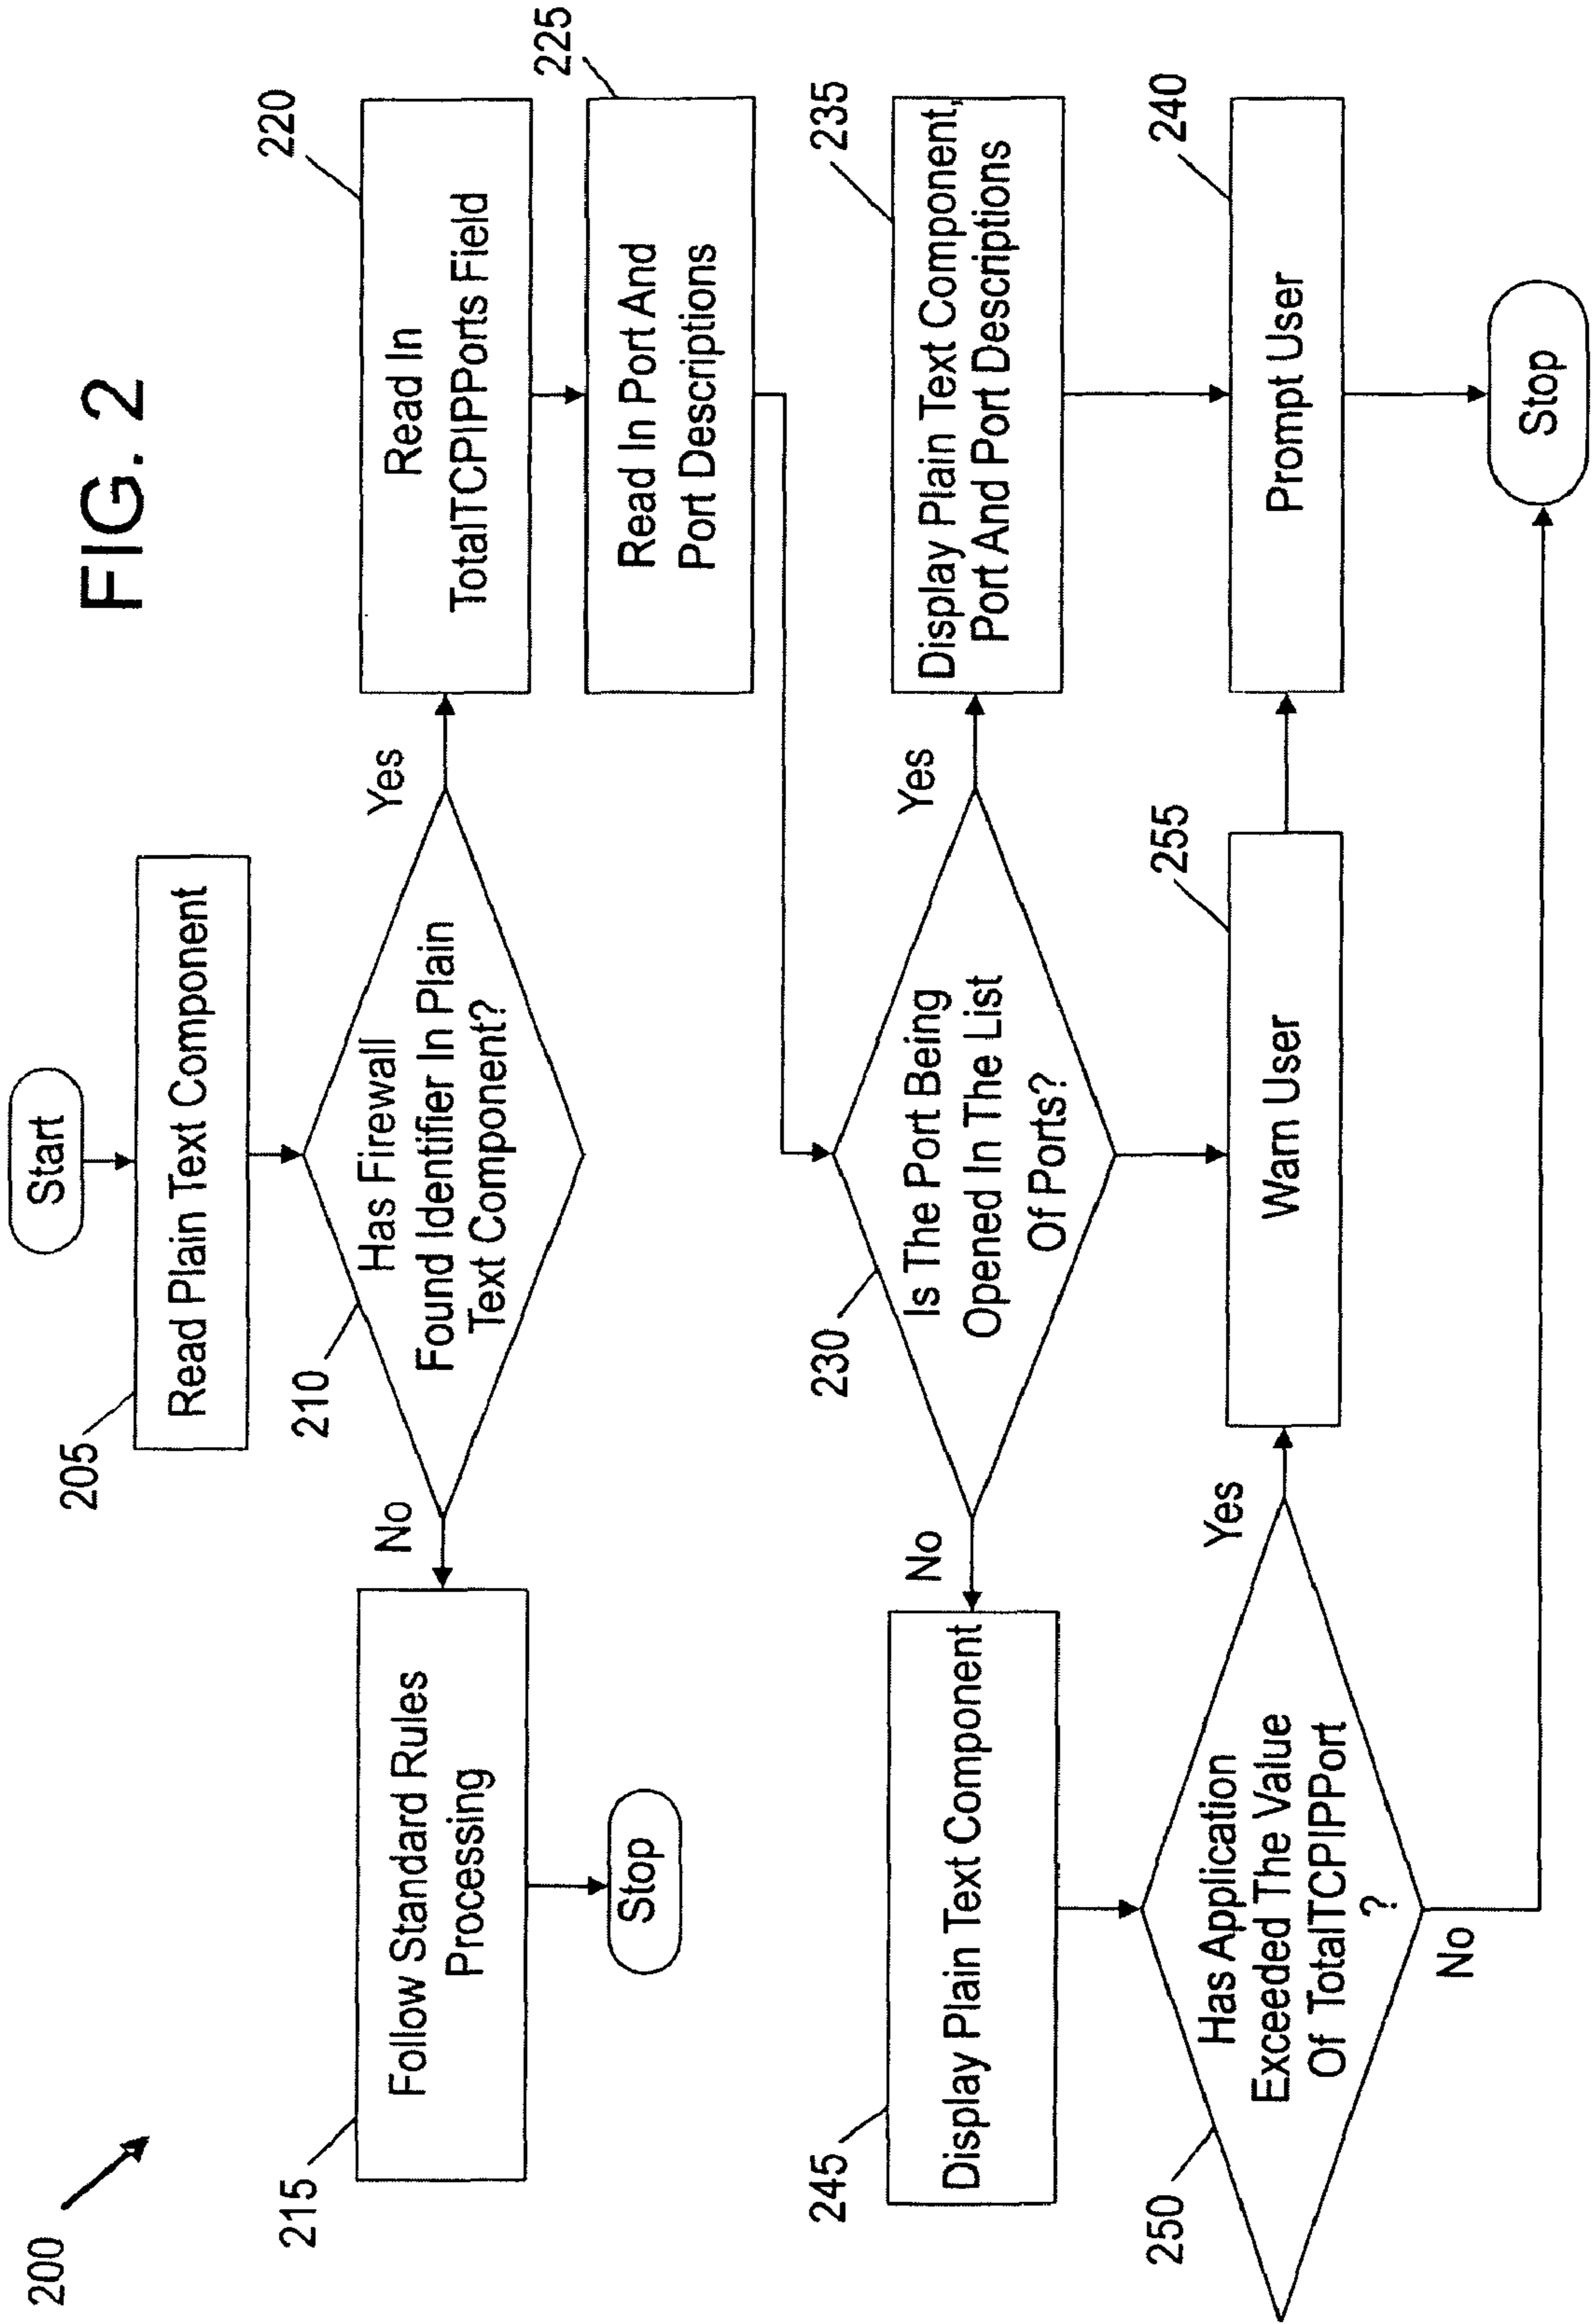 FIG. 2
200
Start
205
Read Plain Text Component
210
Has Firewall
Found Identifier In Plain
Text Component?
No
Yes
215
Follow Standard Rules
Processing
Stop
220
Read In
TotalTCPIPPorts Field
225
Read In Port And
Port Descriptions
230
Is The Port Being
Opened In The List
Of Ports?
No
Yes
235
Display Plain Text Component,
Port And Port Descriptions
245
Display Plain Text Component
250
Has Application
Exceeded The Value
Of TotalTCPIPPort
?
Yes
No
255
Warn User
240
Prompt User
Stop